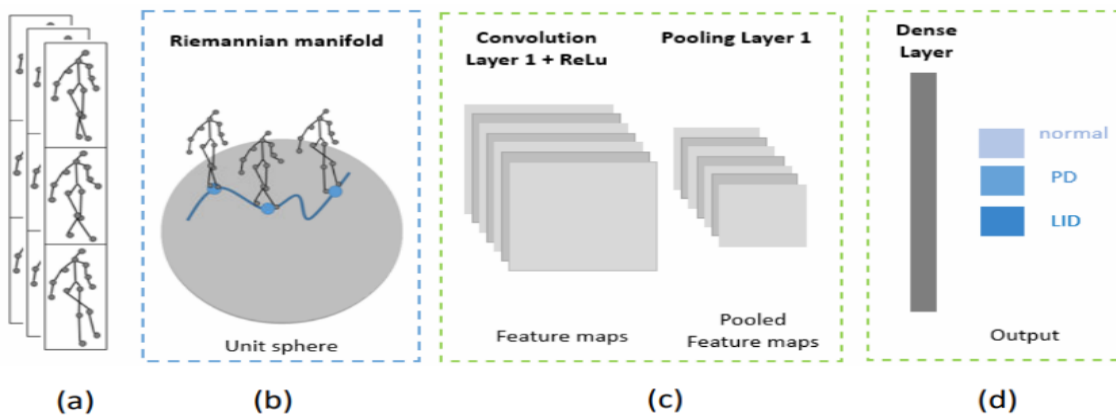 Riemannian manifold
Unit sphere
Convolution
Layer 1 + ReLu
Pooling Layer 1
Feature maps
Pooled
Feature maps
Dense
Layer
normal
PD
LID
Output
(a)
(b)
(c)
(d)